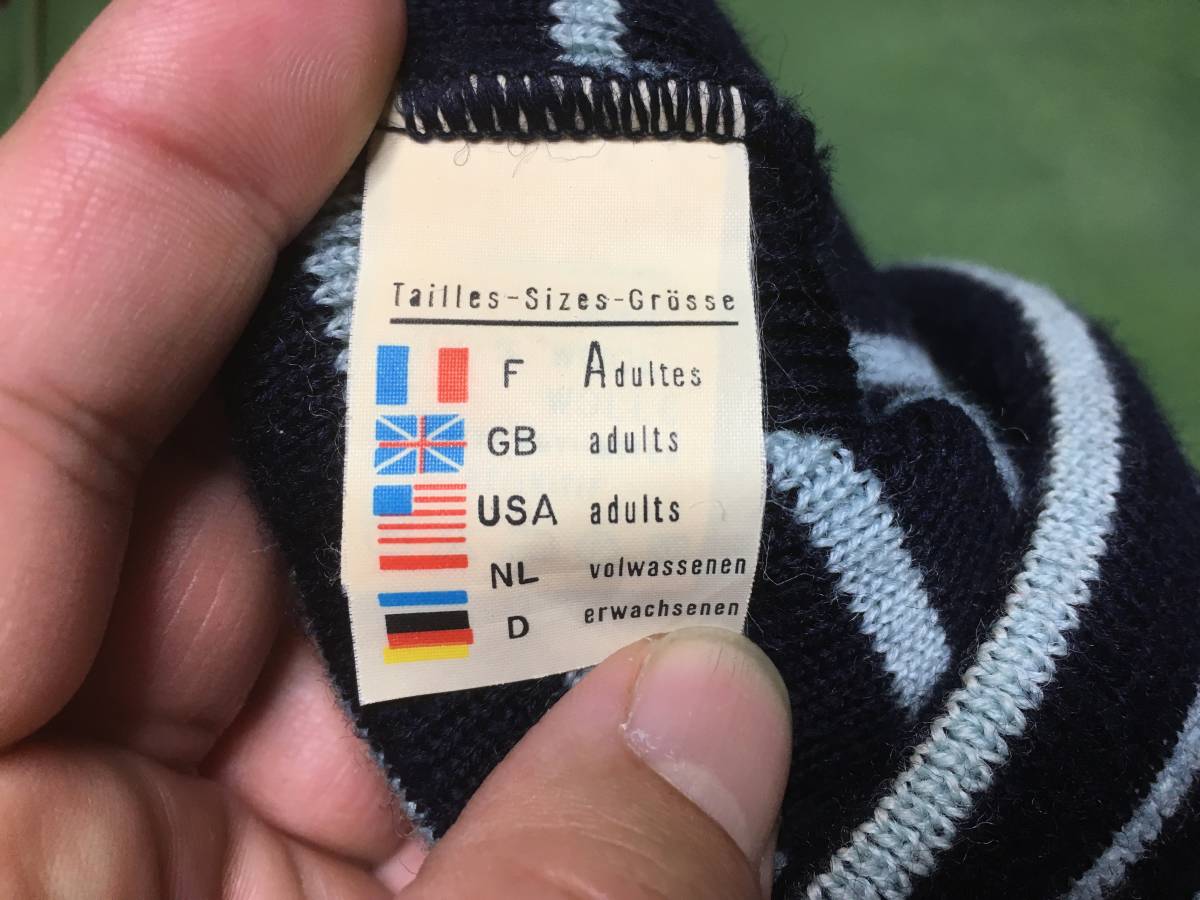 Tailles-Sizes-Grösse
F Adultes
GB adults
USA adults
NL volwassenen
D erwachsenen